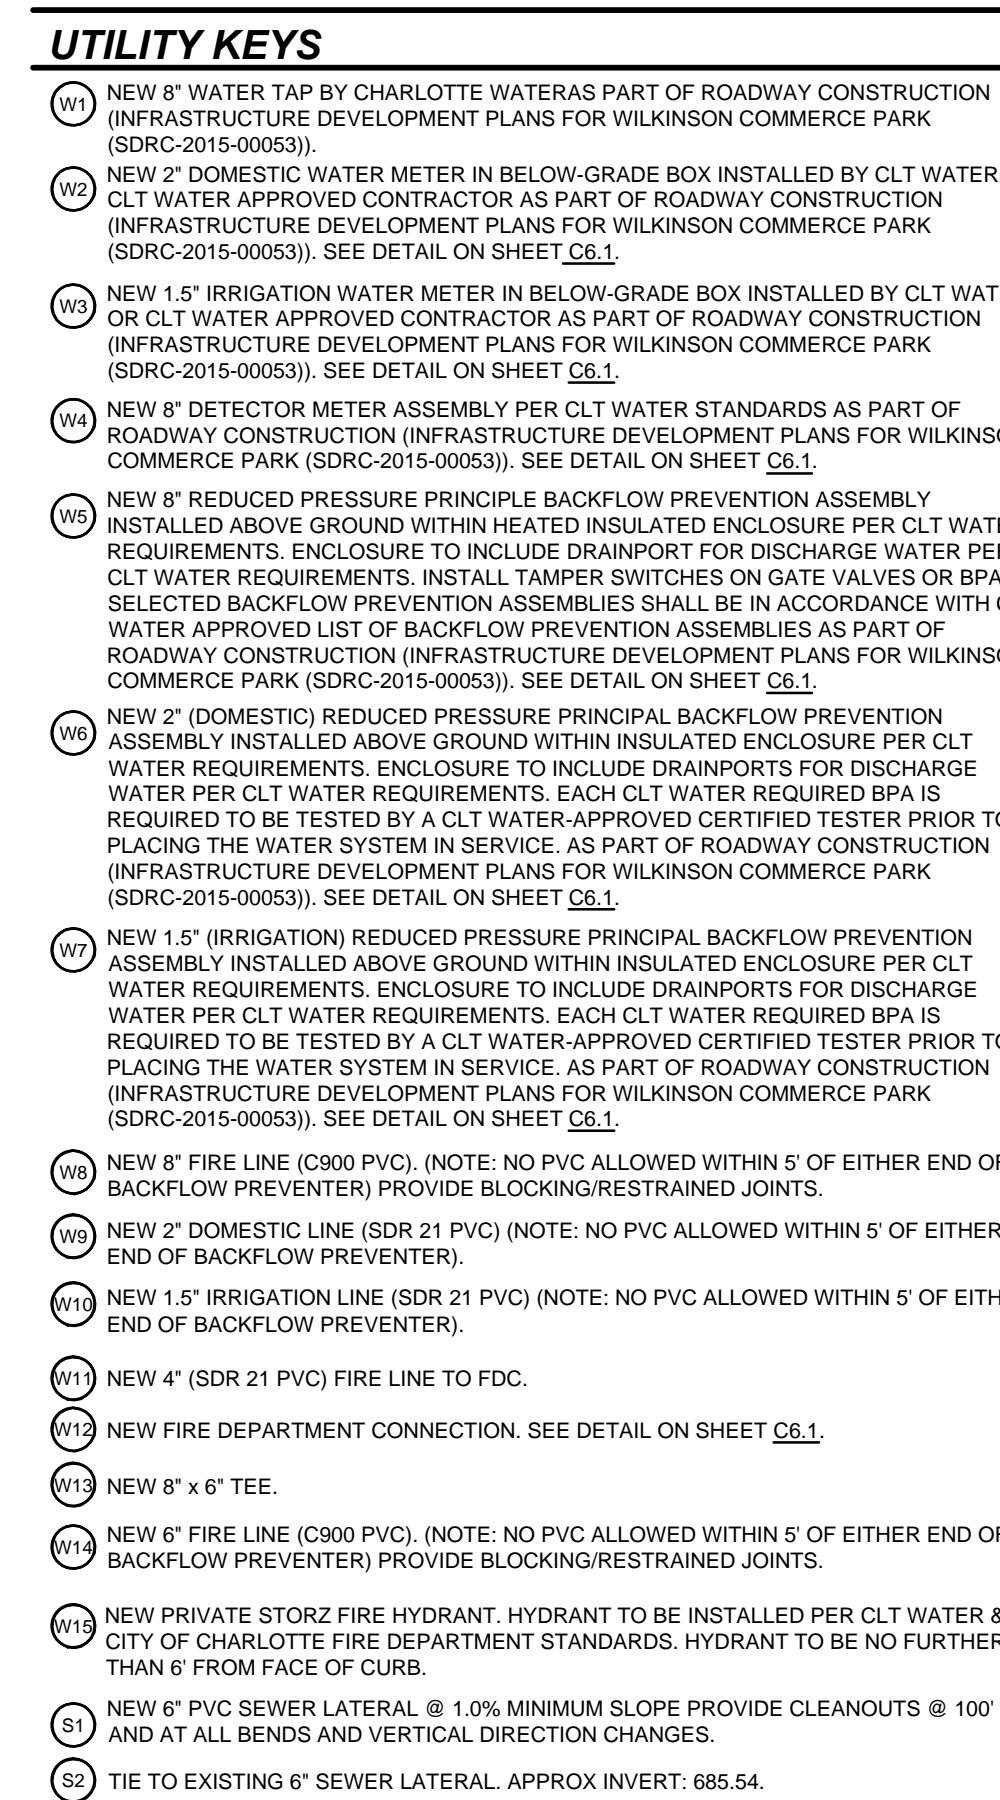 UTILITY KEYS
W1 NEW 8" WATER TAP BY CHARLOTTE WATERAS PART OF ROADWAY CONSTRUCTION
(INFRASTRUCTURE DEVELOPMENT PLANS FOR WILKINSON COMMERCE PARK
(SDRC-2015-00053)).
W2 NEW 2" DOMESTIC WATER METER IN BELOW-GRADE BOX INSTALLED BY CLT WATER
CLT WATER APPROVED CONTRACTOR AS PART OF ROADWAY CONSTRUCTION
(INFRASTRUCTURE DEVELOPMENT PLANS FOR WILKINSON COMMERCE PARK
(SDRC-2015-00053)). SEE DETAIL ON SHEET C6.1.
W3 NEW 1.5" IRRIGATION WATER METER IN BELOW-GRADE BOX INSTALLED BY CLT WAT
OR CLT WATER APPROVED CONTRACTOR AS PART OF ROADWAY CONSTRUCTION
(INFRASTRUCTURE DEVELOPMENT PLANS FOR WILKINSON COMMERCE PARK
(SDRC-2015-00053)). SEE DETAIL ON SHEET C6.1.
W4 NEW 8" DETECTOR METER ASSEMBLY PER CLT WATER STANDARDS AS PART OF
ROADWAY CONSTRUCTION (INFRASTRUCTURE DEVELOPMENT PLANS FOR WILKINSO
COMMERCE PARK (SDRC-2015-00053)). SEE DETAIL ON SHEET C6.1.
W5 NEW 8" REDUCED PRESSURE PRINCIPLE BACKFLOW PREVENTION ASSEMBLY
INSTALLED ABOVE GROUND WITHIN HEATED INSULATED ENCLOSURE PER CLT WATE
REQUIREMENTS. ENCLOSURE TO INCLUDE DRAINPORT FOR DISCHARGE WATER PER
CLT WATER REQUIREMENTS. INSTALL TAMPER SWITCHES ON GATE VALVES OR BPA
SELECTED BACKFLOW PREVENTION ASSEMBLIES SHALL BE IN ACCORDANCE WITH C
WATER APPROVED LIST OF BACKFLOW PREVENTION ASSEMBLIES AS PART OF
ROADWAY CONSTRUCTION (INFRASTRUCTURE DEVELOPMENT PLANS FOR WILKINSO
COMMERCE PARK (SDRC-2015-00053)). SEE DETAIL ON SHEET C6.1.
W6 NEW 2" (DOMESTIC) REDUCED PRESSURE PRINCIPAL BACKFLOW PREVENTION
ASSEMBLY INSTALLED ABOVE GROUND WITHIN INSULATED ENCLOSURE PER CLT
WATER REQUIREMENTS. ENCLOSURE TO INCLUDE DRAINPORTS FOR DISCHARGE
WATER PER CLT WATER REQUIREMENTS. EACH CLT WATER REQUIRED BPA IS
REQUIRED TO BE TESTED BY A CLT WATER-APPROVED CERTIFIED TESTER PRIOR TO
PLACING THE WATER SYSTEM IN SERVICE. AS PART OF ROADWAY CONSTRUCTION
(INFRASTRUCTURE DEVELOPMENT PLANS FOR WILKINSON COMMERCE PARK
(SDRC-2015-00053)). SEE DETAIL ON SHEET C6.1.
W7 NEW 1.5" (IRRIGATION) REDUCED PRESSURE PRINCIPAL BACKFLOW PREVENTION
ASSEMBLY INSTALLED ABOVE GROUND WITHIN INSULATED ENCLOSURE PER CLT
WATER REQUIREMENTS. ENCLOSURE TO INCLUDE DRAINPORTS FOR DISCHARGE
WATER PER CLT WATER REQUIREMENTS. EACH CLT WATER REQUIRED BPA IS
REQUIRED TO BE TESTED BY A CLT WATER-APPROVED CERTIFIED TESTER PRIOR TO
PLACING THE WATER SYSTEM IN SERVICE. AS PART OF ROADWAY CONSTRUCTION
(INFRASTRUCTURE DEVELOPMENT PLANS FOR WILKINSON COMMERCE PARK
(SDRC-2015-00053)). SEE DETAIL ON SHEET C6.1.
W8 NEW 8" FIRE LINE (C900 PVC). (NOTE: NO PVC ALLOWED WITHIN 5' OF EITHER END OF
BACKFLOW PREVENTER) PROVIDE BLOCKING/RESTRAINED JOINTS.
W9 NEW 2" DOMESTIC LINE (SDR 21 PVC) (NOTE: NO PVC ALLOWED WITHIN 5' OF EITHER
END OF BACKFLOW PREVENTER).
W10 NEW 1.5" IRRIGATION LINE (SDR 21 PVC) (NOTE: NO PVC ALLOWED WITHIN 5' OF EITH
END OF BACKFLOW PREVENTER).
W11 NEW 4" (SDR 21 PVC) FIRE LINE TO FDC.
W12 NEW FIRE DEPARTMENT CONNECTION. SEE DETAIL ON SHEET C6.1.
W13 NEW 8" x 6" TEE.
W14 NEW 6" FIRE LINE (C900 PVC). (NOTE: NO PVC ALLOWED WITHIN 5' OF EITHER END OF
BACKFLOW PREVENTER) PROVIDE BLOCKING/RESTRAINED JOINTS.
W15 NEW PRIVATE STORZ FIRE HYDRANT. HYDRANT TO BE INSTALLED PER CLT WATER &
CITY OF CHARLOTTE FIRE DEPARTMENT STANDARDS. HYDRANT TO BE NO FURTHER
THAN 6' FROM FACE OF CURB.
S1 NEW 6" PVC SEWER LATERAL @ 1.0% MINIMUM SLOPE PROVIDE CLEANOUTS @ 100'
AND AT ALL BENDS AND VERTICAL DIRECTION CHANGES.
S2 TIE TO EXISTING 6" SEWER LATERAL. APPROX INVERT: 685.54.